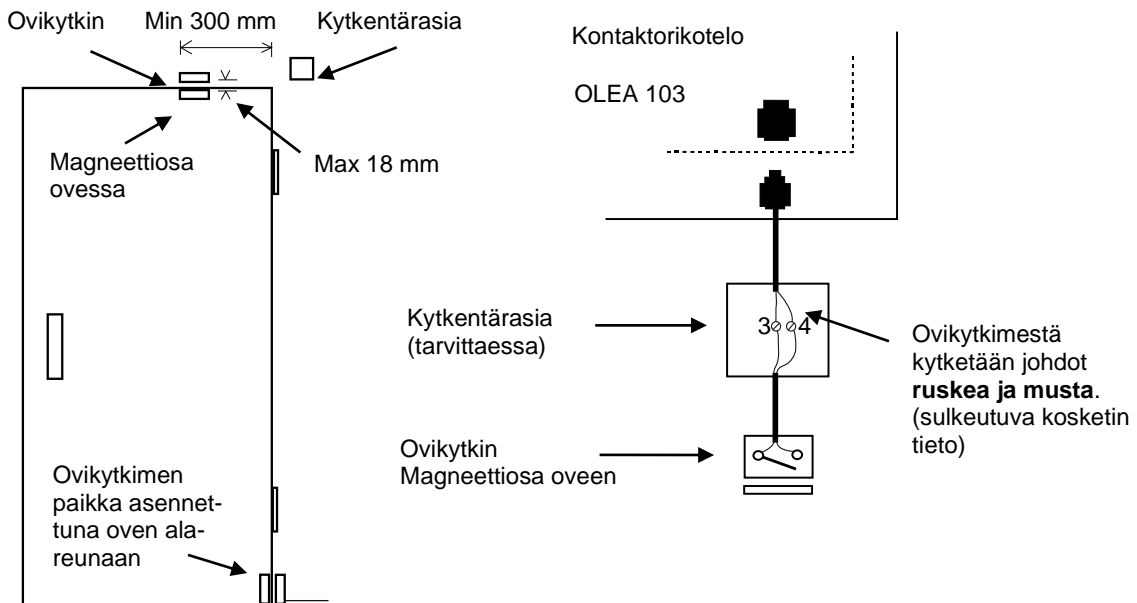 Ovikytkin
Min 300 mm
Kytkentärasia
Magneettiosa
ovessa
Max 18 mm
Ovikytkimen
paikka asennet-
tuna oven ala-
reunaan
Kontaktorikotelo
OLEA 103
Kytkentärasia
(tarvittaessa)
3 4
Ovikytkimestä
kytketään johdot
ruskea ja musta.
(sulkeutuva kosketin
tieto)
Ovikytkin
Magneettiosa oveen